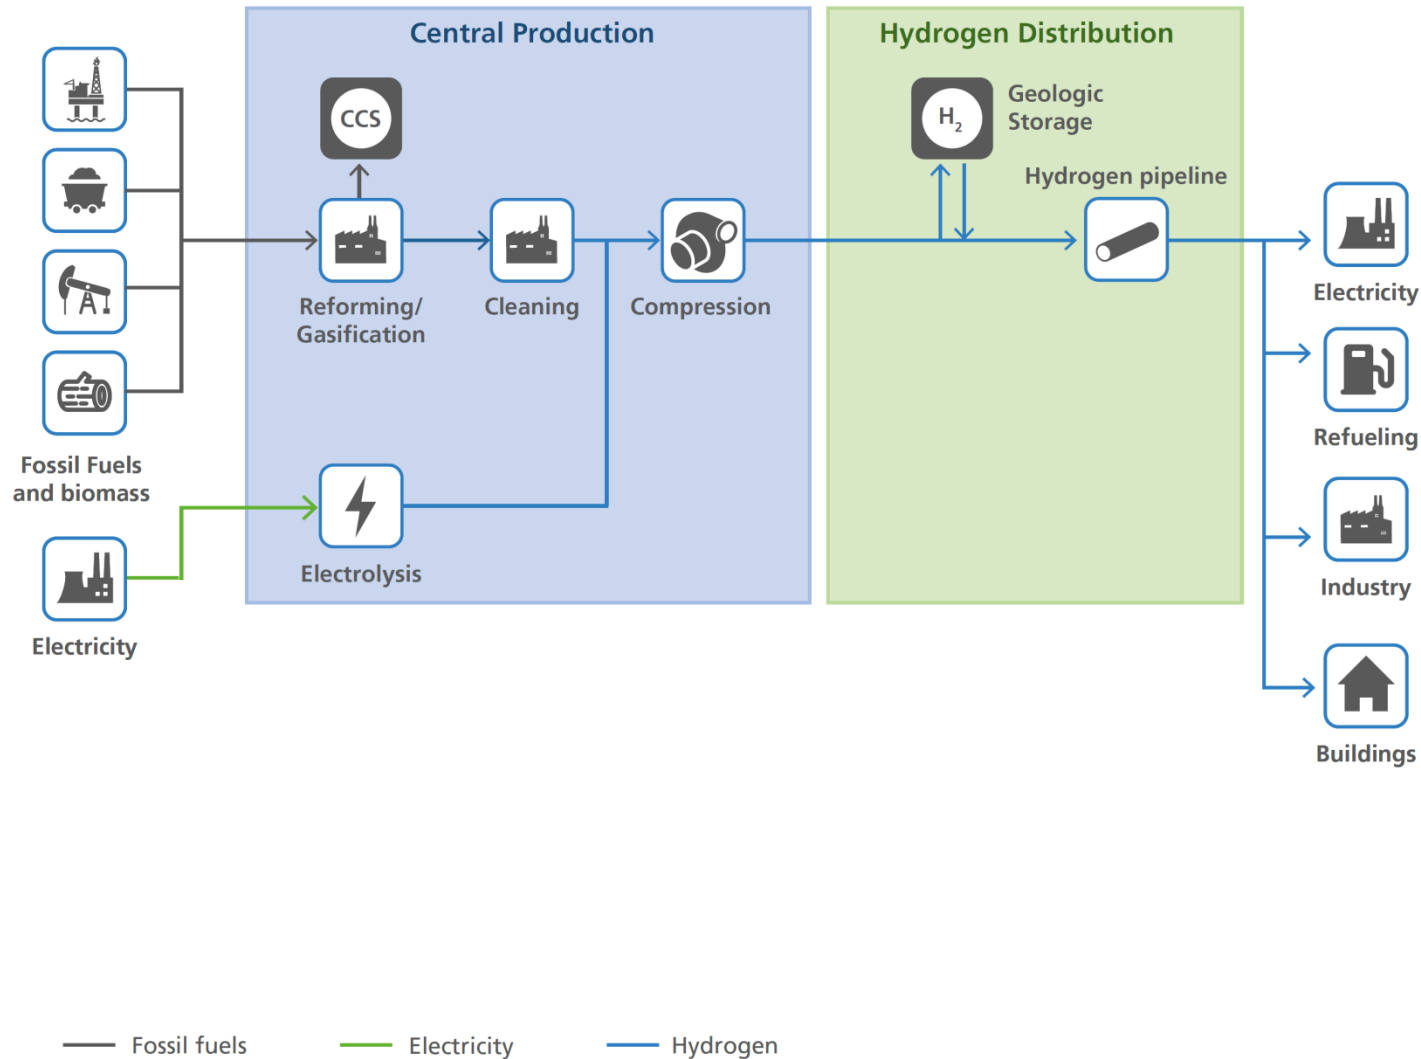 Central Production
Hydrogen Distribution
CCS
H2
Geologic
Storage
Hydrogen pipeline
Reforming/
Gasification
Cleaning
Compression
Electricity
Refueling
Fossil Fuels
and biomass
Electrolysis
Industry
Electricity
Buildings
Fossil fuels
Electricity
Hydrogen